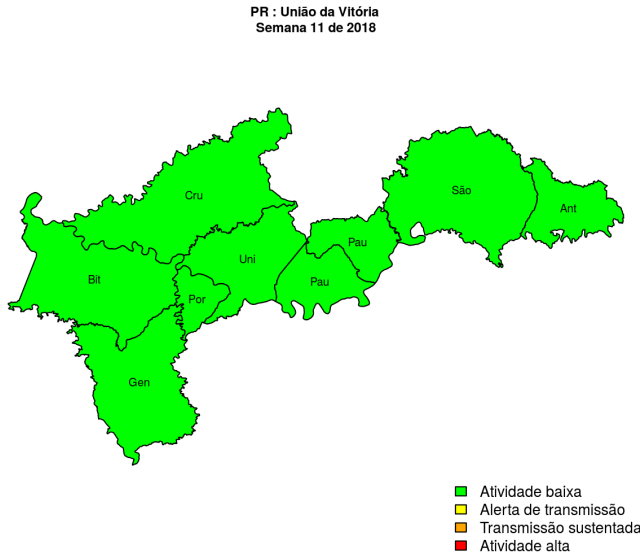 PR : União da Vitória
Semana 11 de 2018
Cru
São
Ant
Pau
Uni
Bit
Pau
Por
Gen
Atividade baixa
Alerta de transmissão
Transmissão sustentada
Atividade alta